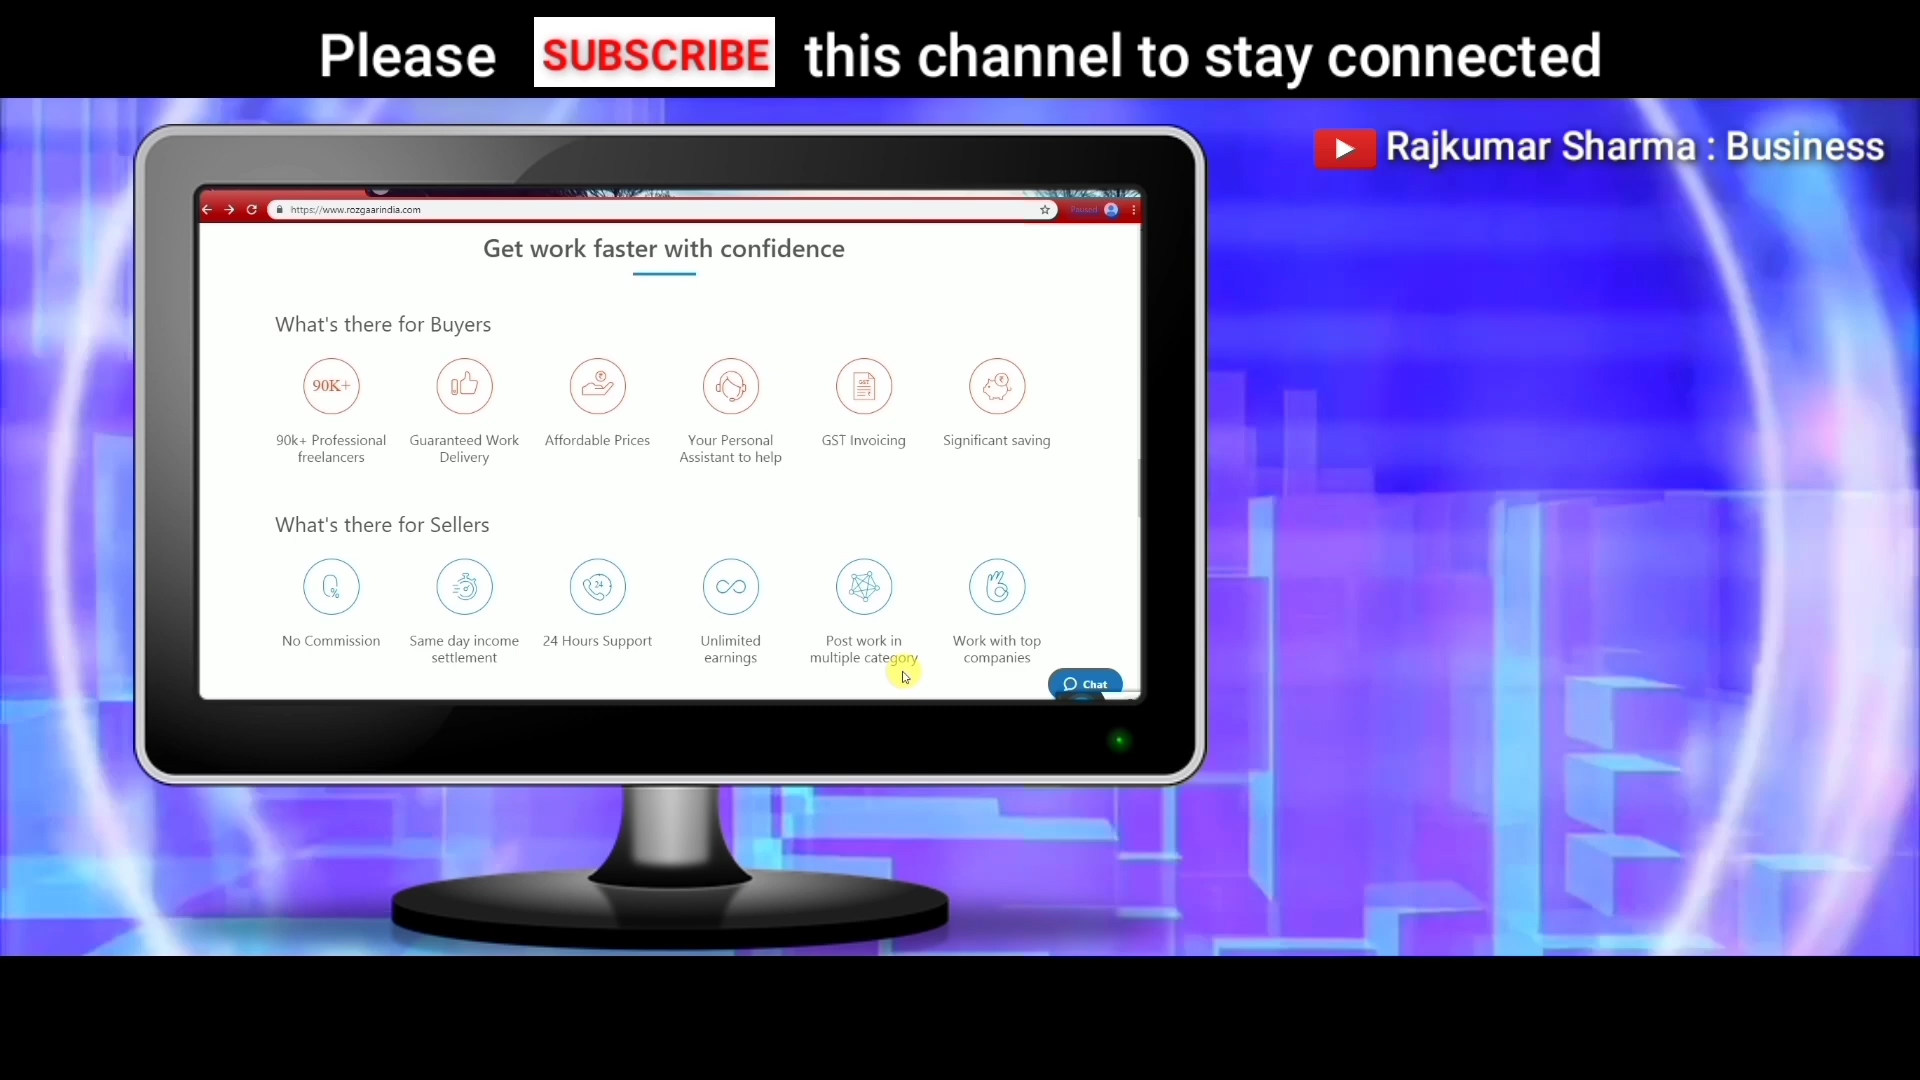 Please SUBSCRIBE this channel to stay connected
Rajkumar Sharma : Business
https://www.rozgaarindia.com
Paused
Get work faster with confidence
What's there for Buyers
90K+
GST
90k+ Professional
freelancers
Guaranteed Work
Delivery
Affordable Prices
Your Personal
Assistant to help
GST Invoicing
Significant saving
What's there for Sellers
24
No Commission
Same day income
settlement
24 Hours Support
Unlimited
earnings
Post work in
multiple category
Work with top
companies
Chat